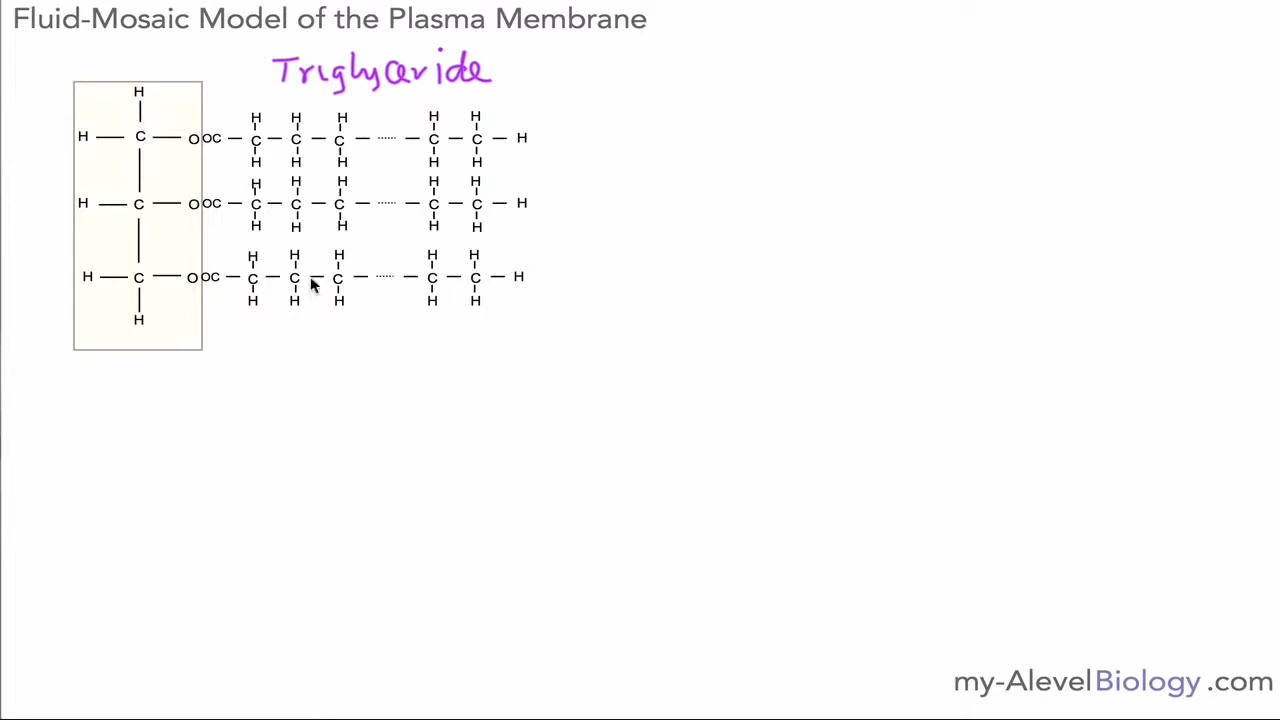 Fluid-Mosaic Model of the Plasma Membrane
Triglyceride
H
H H H H H
H — C — OOC — C — C — C — ...... — C — C — H
H H H H H
H H H H H
H — C — OOC — C — C — C — ...... — C — C — H
H H H H H
H H H H H
H — C — OOC — C — C — C — ...... — C — C — H
H H H H H
H
my-AlevelBiology.com